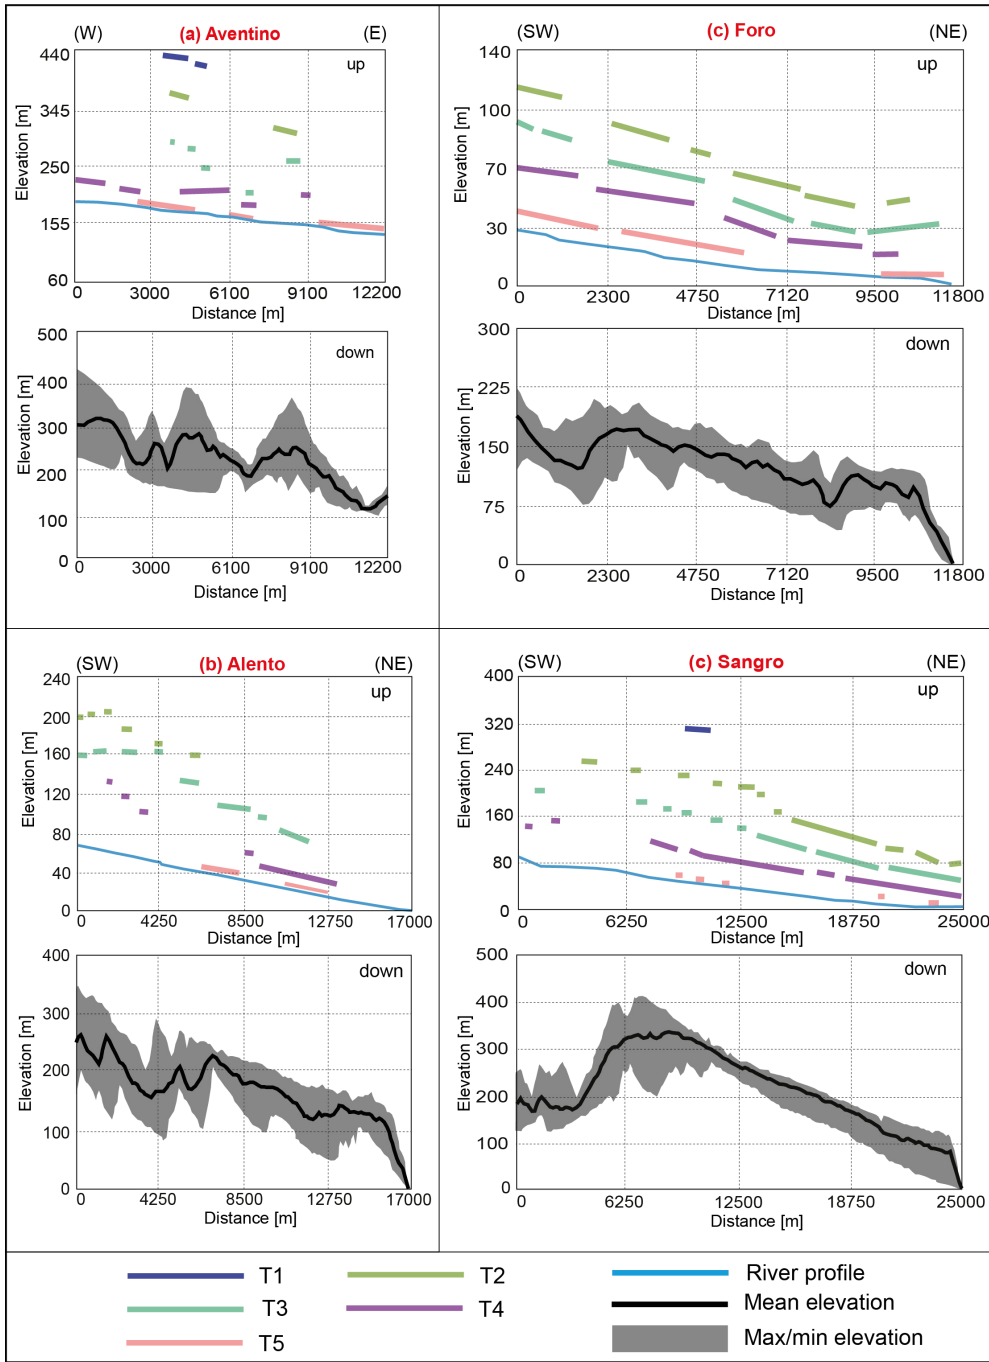 (W) (a) Aventino (E)
up
Elevation [m]
440
345
250
155
60
0 3000 6100 9100 12200
Distance [m]
down
Elevation [m]
500
400
300
200
100
0
0 3000 6100 9100 12200
Distance [m]
(SW) (c) Foro (NE)
up
Elevation [m]
140
100
70
30
0
0 2300 4750 7120 9500 11800
Distance [m]
down
Elevation [m]
300
225
150
75
0
0 2300 4750 7120 9500 11800
Distance [m]
(SW) (b) Alento (NE)
up
Elevation [m]
240
200
160
120
80
40
0
0 4250 8500 12750 17000
Distance [m]
down
Elevation [m]
400
300
200
100
0
0 4250 8500 12750 17000
Distance [m]
(SW) (c) Sangro (NE)
up
Elevation [m]
400
320
240
160
80
0
0 6250 12500 18750 25000
Distance [m]
down
Elevation [m]
500
400
300
200
100
0
0 6250 12500 18750 25000
Distance [m]
T1 T2 River profile
T3 T4 Mean elevation
T5 Max/min elevation